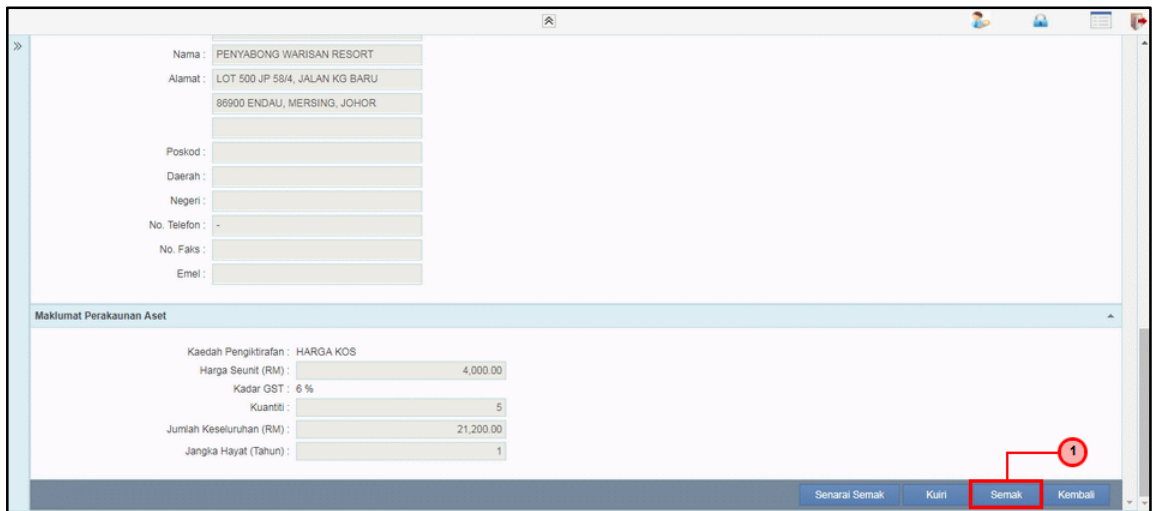 Nama : PENYABONG WARISAN RESORT
Alamat : LOT 500 JP 58/4, JALAN KG BARU
86900 ENDAU, MERSING, JOHOR
Poskod :
Daerah :
Negeri :
No. Telefon : -
No. Faks :
Emel :
Maklumat Perakaunan Aset
Kaedah Pengiktirafan : HARGA KOS
Harga Seunit (RM) : 4,000.00
Kadar GST : 6 %
Kuantiti : 5
Jumlah Keseluruhan (RM) : 21,200.00
Jangka Hayat (Tahun) : 1
1
Senarai Semak Kuiri Semak Kembali